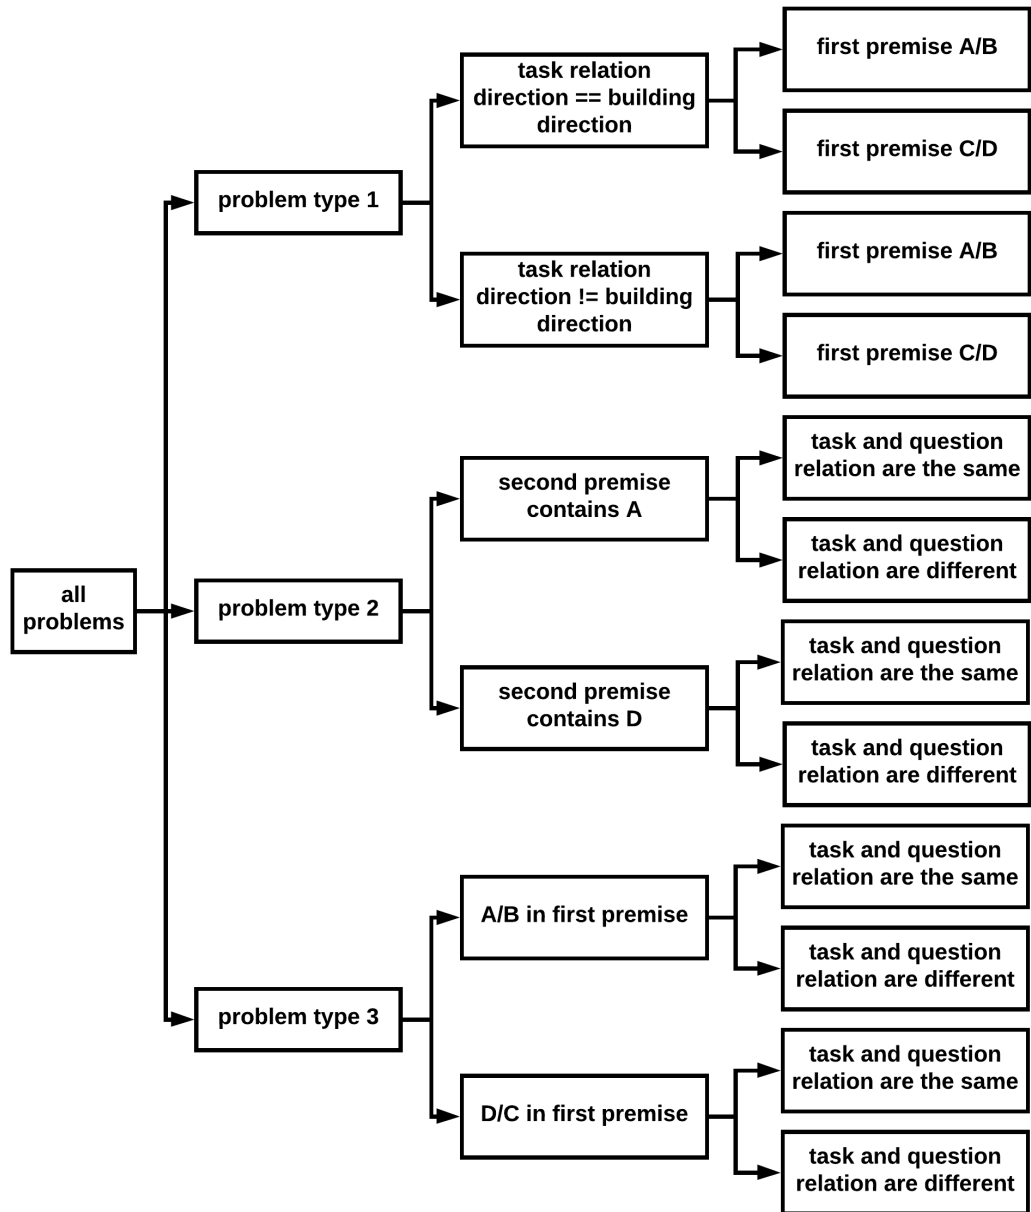 all
problems
problem type 1
task relation
direction == building
direction
first premise A/B
first premise C/D
task relation
direction != building
direction
first premise A/B
first premise C/D
problem type 2
second premise
contains A
task and question
relation are the same
task and question
relation are different
second premise
contains D
task and question
relation are the same
task and question
relation are different
problem type 3
A/B in first premise
task and question
relation are the same
task and question
relation are different
D/C in first premise
task and question
relation are the same
task and question
relation are different